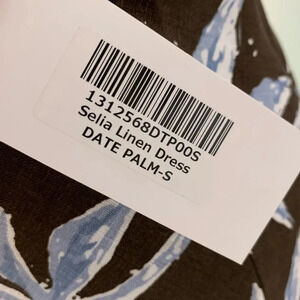 1312568DTP00S
Selia Linen Dress
DATE PALM-S